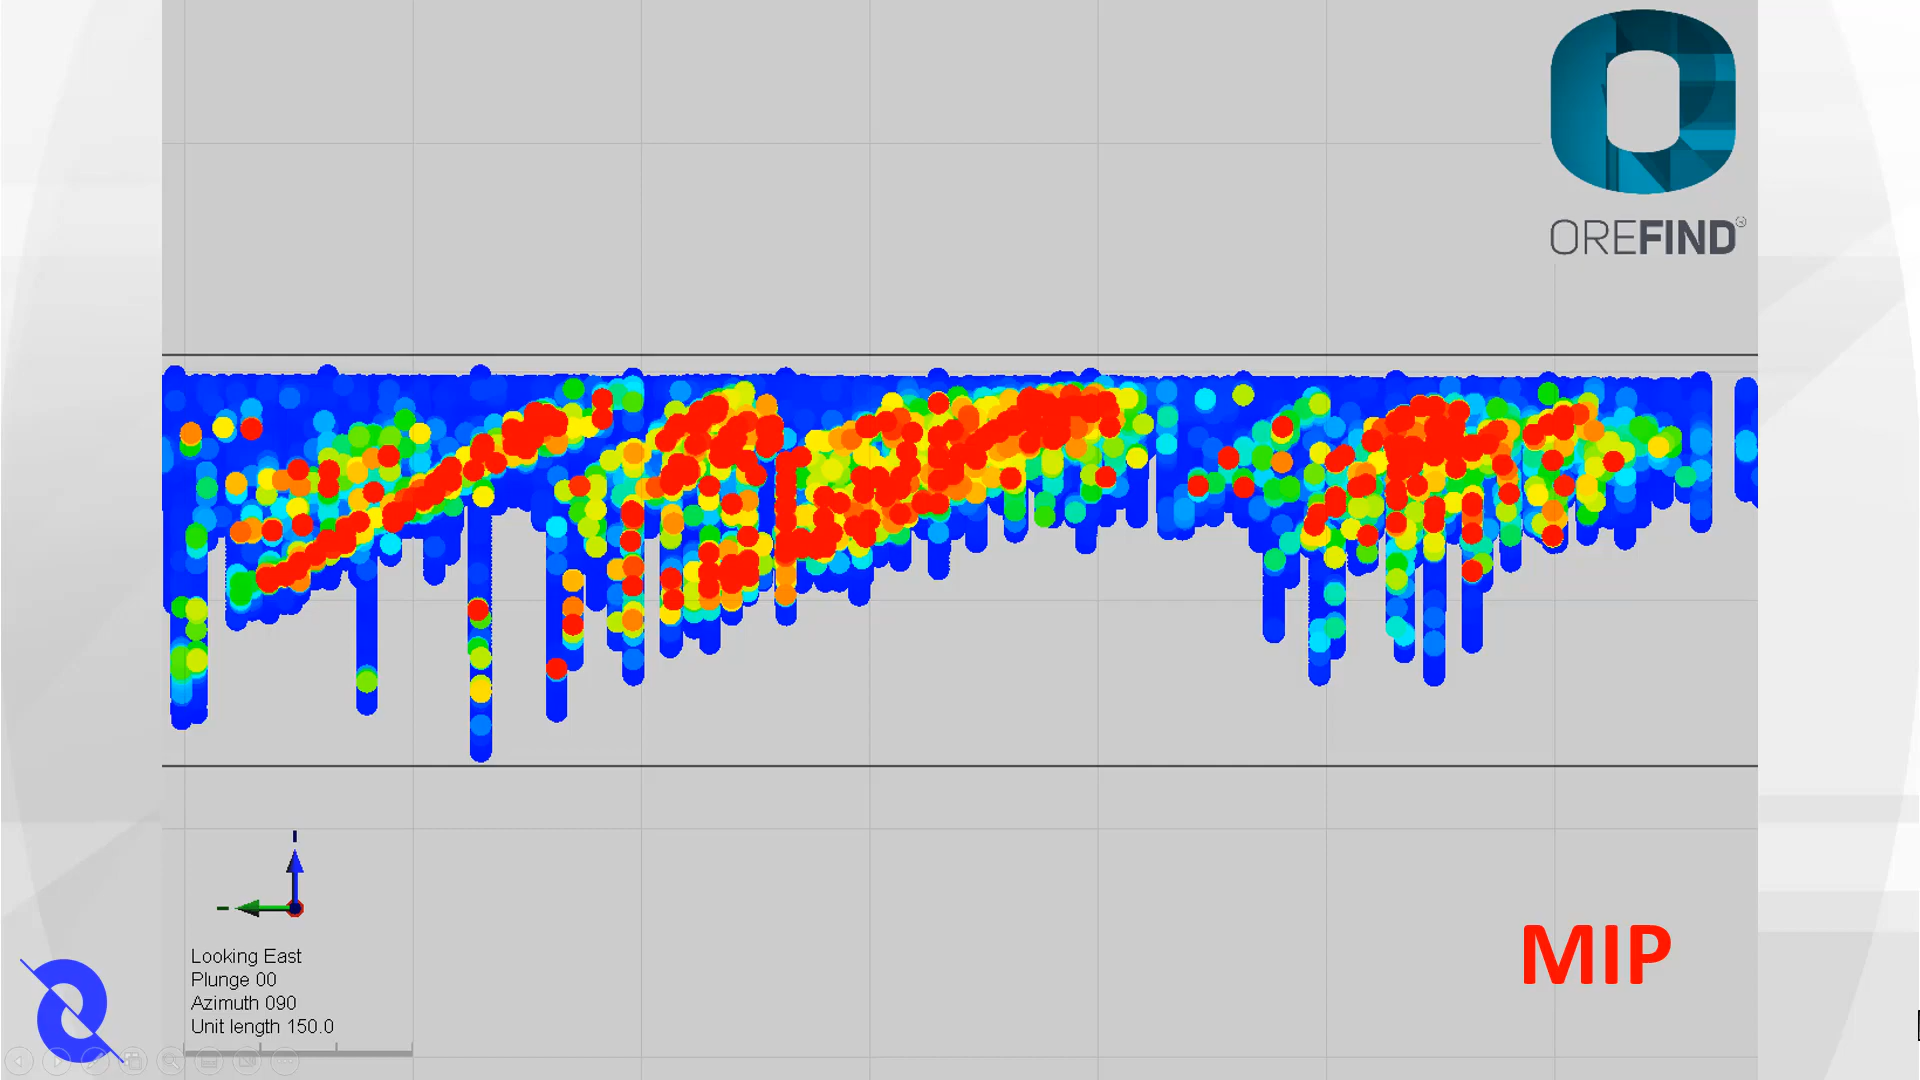 OREFIND
Looking East
Plunge 00
Azimuth 090
Unit length 150.0
MIP